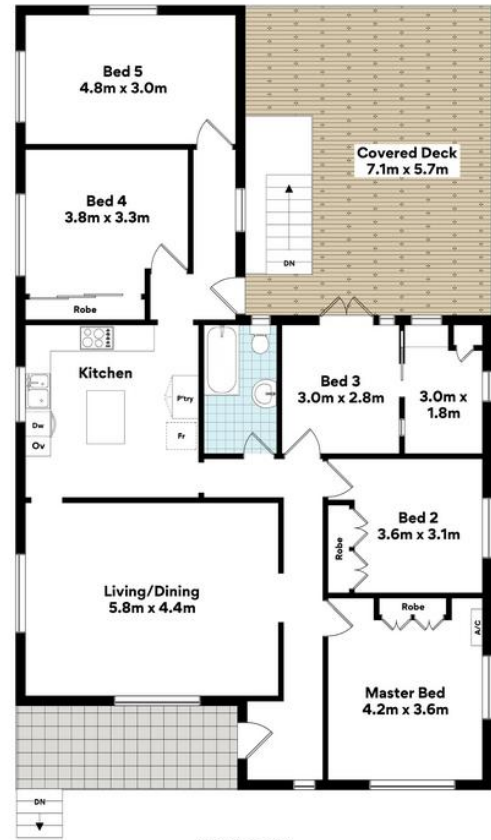 Bed 5
4.8m x 3.0m
Covered Deck
7.1m x 5.7m
Bed 4
3.8m x 3.3m
DN
Robe
Kitchen
P'try
Dw
Ov
Fr
Bed 3
3.0m x 2.8m
3.0m x
1.8m
Bed 2
3.6m x 3.1m
Robe
Living/Dining
5.8m x 4.4m
Robe
A/C
Master Bed
4.2m x 3.6m
DN